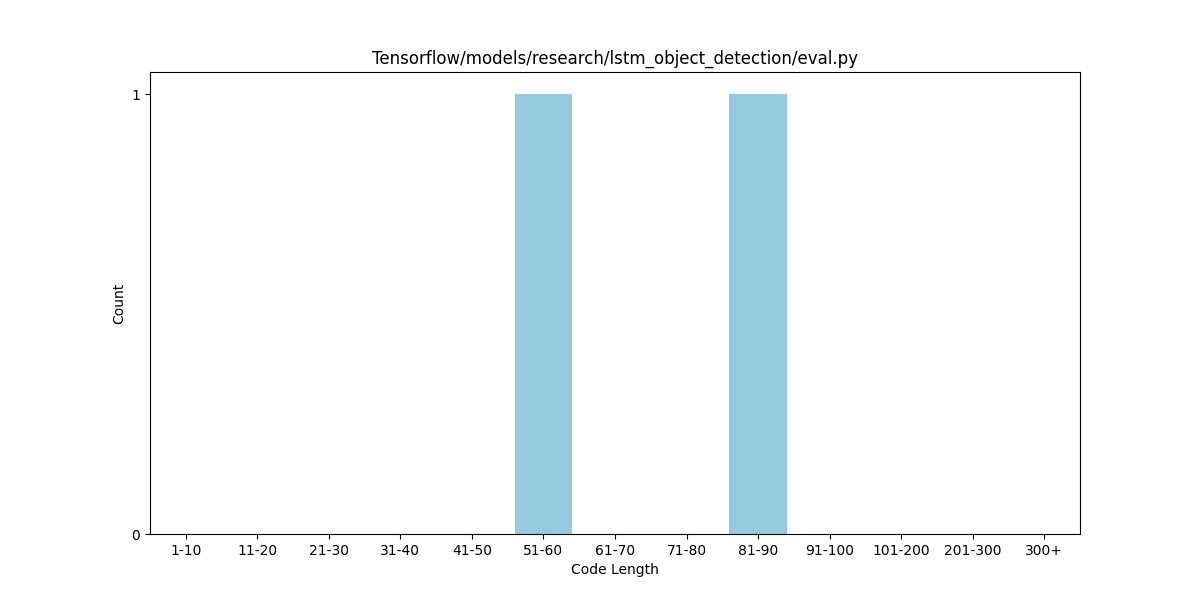 Tensorflow/models/research/lstm_object_detection/eval.py
1
Count
0
1-10 11-20 21-30 31-40 41-50 51-60 61-70 71-80 81-90 91-100 101-200 201-300 300+
Code Length